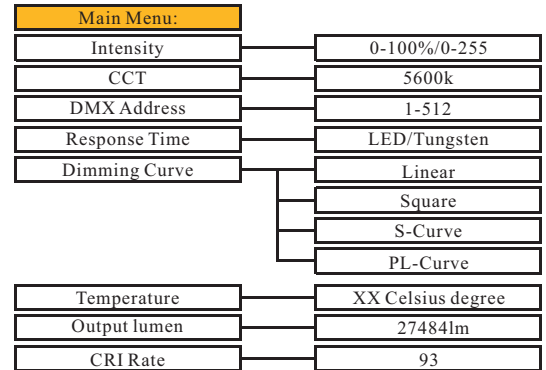 Main Menu:
Intensity 0-100%/0-255
CCT 5600k
DMX Address 1-512
Response Time LED/Tungsten
Dimming Curve Linear
Square
S-Curve
PL-Curve
Temperature XX Celsius degree
Output lumen 27484lm
CRI Rate 93